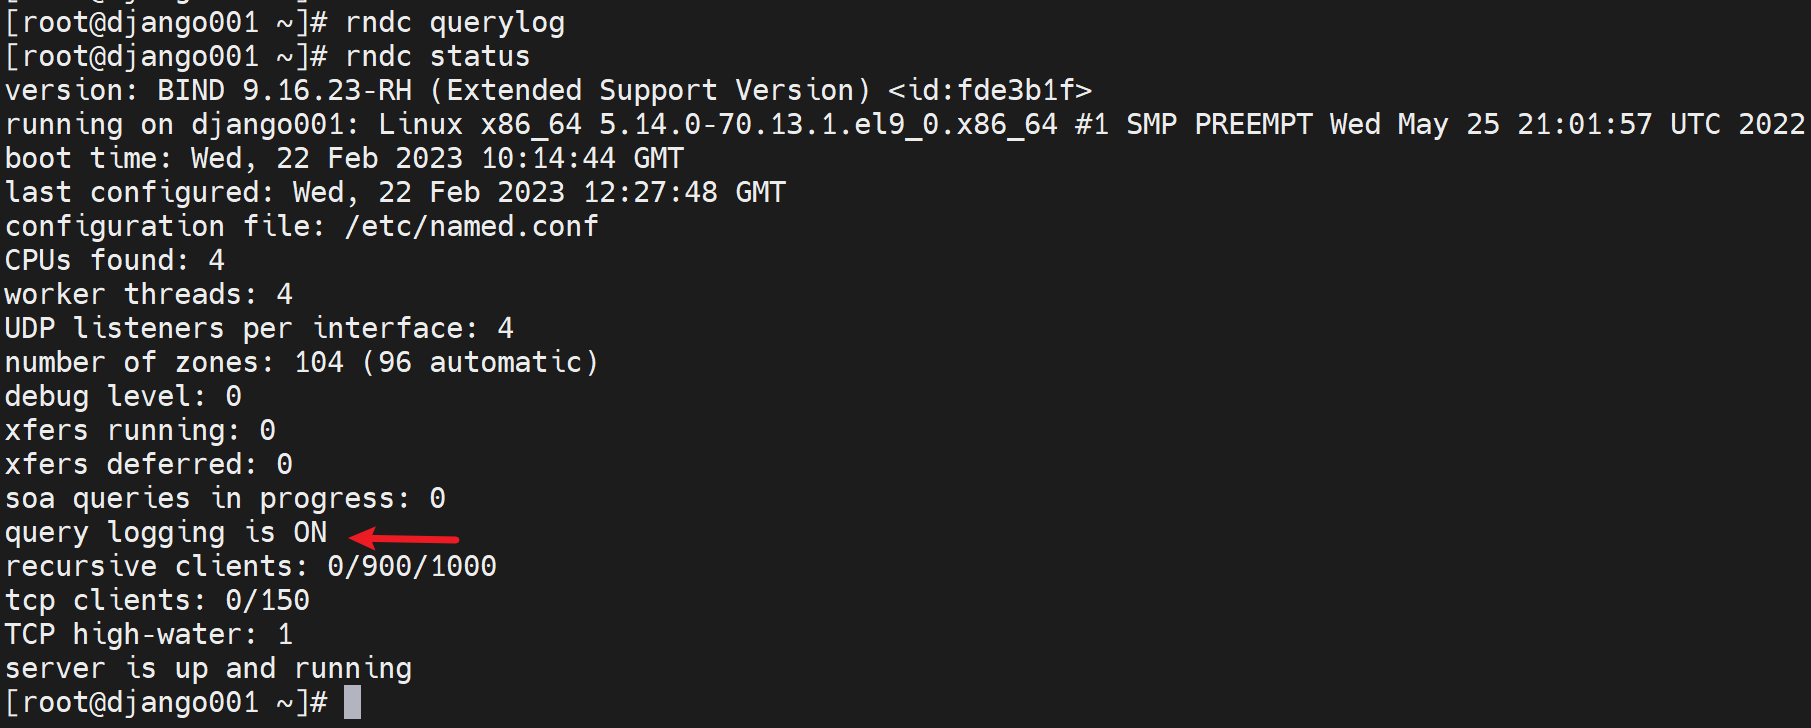 [root@django001 ~]# rndc querylog
[root@django001 ~]# rndc status
version: BIND 9.16.23-RH (Extended Support Version) <id:fde3b1f>
running on django001: Linux x86_64 5.14.0-70.13.1.el9_0.x86_64 #1 SMP PREEMPT Wed May 25 21:01:57 UTC 2022
boot time: Wed, 22 Feb 2023 10:14:44 GMT
last configured: Wed, 22 Feb 2023 12:27:48 GMT
configuration file: /etc/named.conf
CPUs found: 4
worker threads: 4
UDP listeners per interface: 4
number of zones: 104 (96 automatic)
debug level: 0
xfers running: 0
xfers deferred: 0
soa queries in progress: 0
query logging is ON
recursive clients: 0/900/1000
tcp clients: 0/150
TCP high-water: 1
server is up and running
[root@django001 ~]#